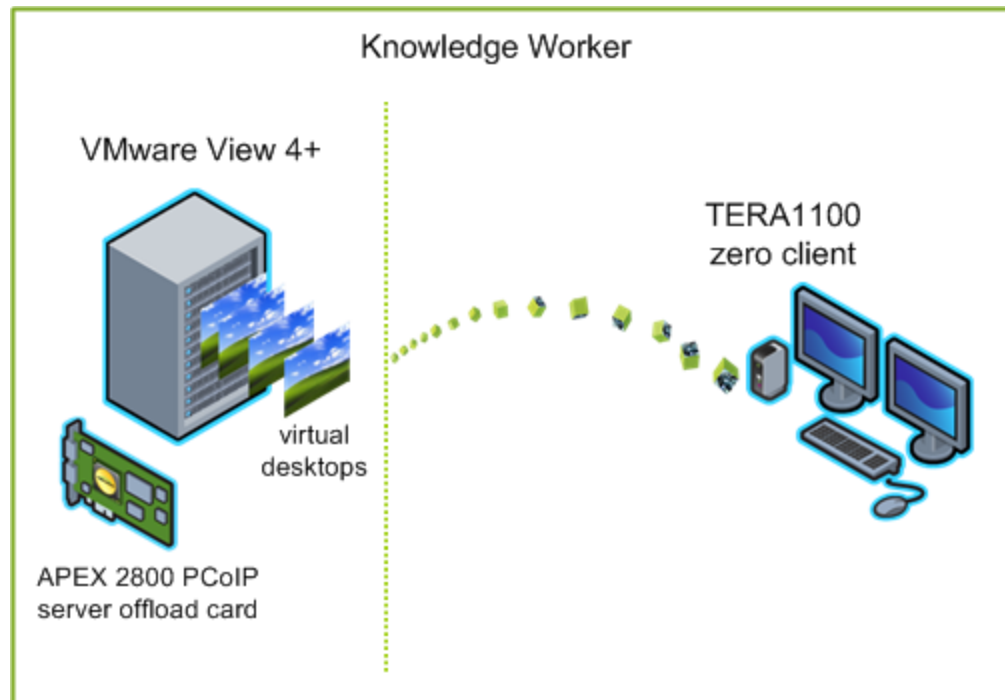 Knowledge Worker
VMware View 4+
TERA1100
zero client
virtual
desktops
APEX 2800 PCoIP
server offload card